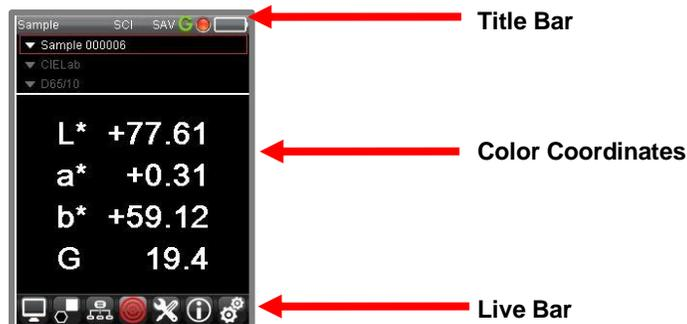 Sample SCI SAV G
Title Bar
Sample 000006
CIELab
D65/10
L* +77.61
a* +0.31
Color Coordinates
b* +59.12
G 19.4
Live Bar